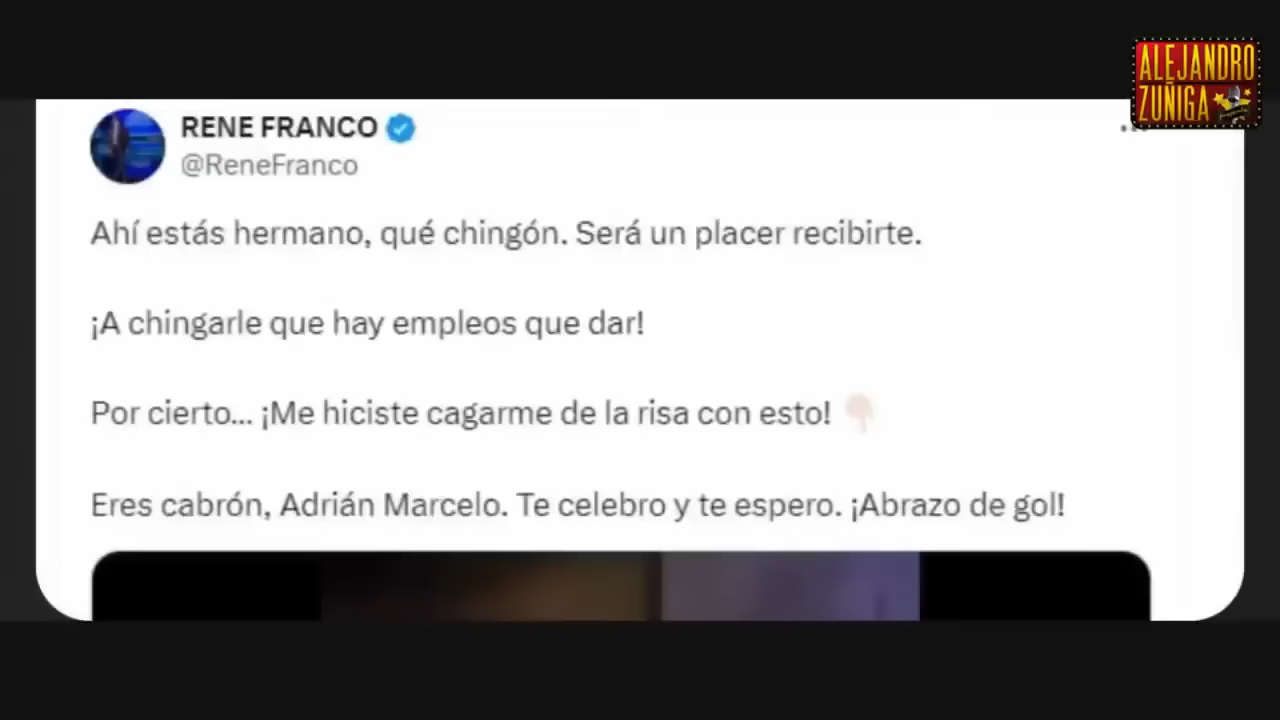 ALEJANDRO
ZUÑIGA
RENE FRANCO
@ReneFranco
Ahí estás hermano, qué chingón. Será un placer recibirte.
¡A chingarle que hay empleos que dar!
Por cierto... ¡Me hiciste cagarme de la risa con esto! 👇🏻
Eres cabrón, Adrián Marcelo. Te celebro y te espero. ¡Abrazo de gol!